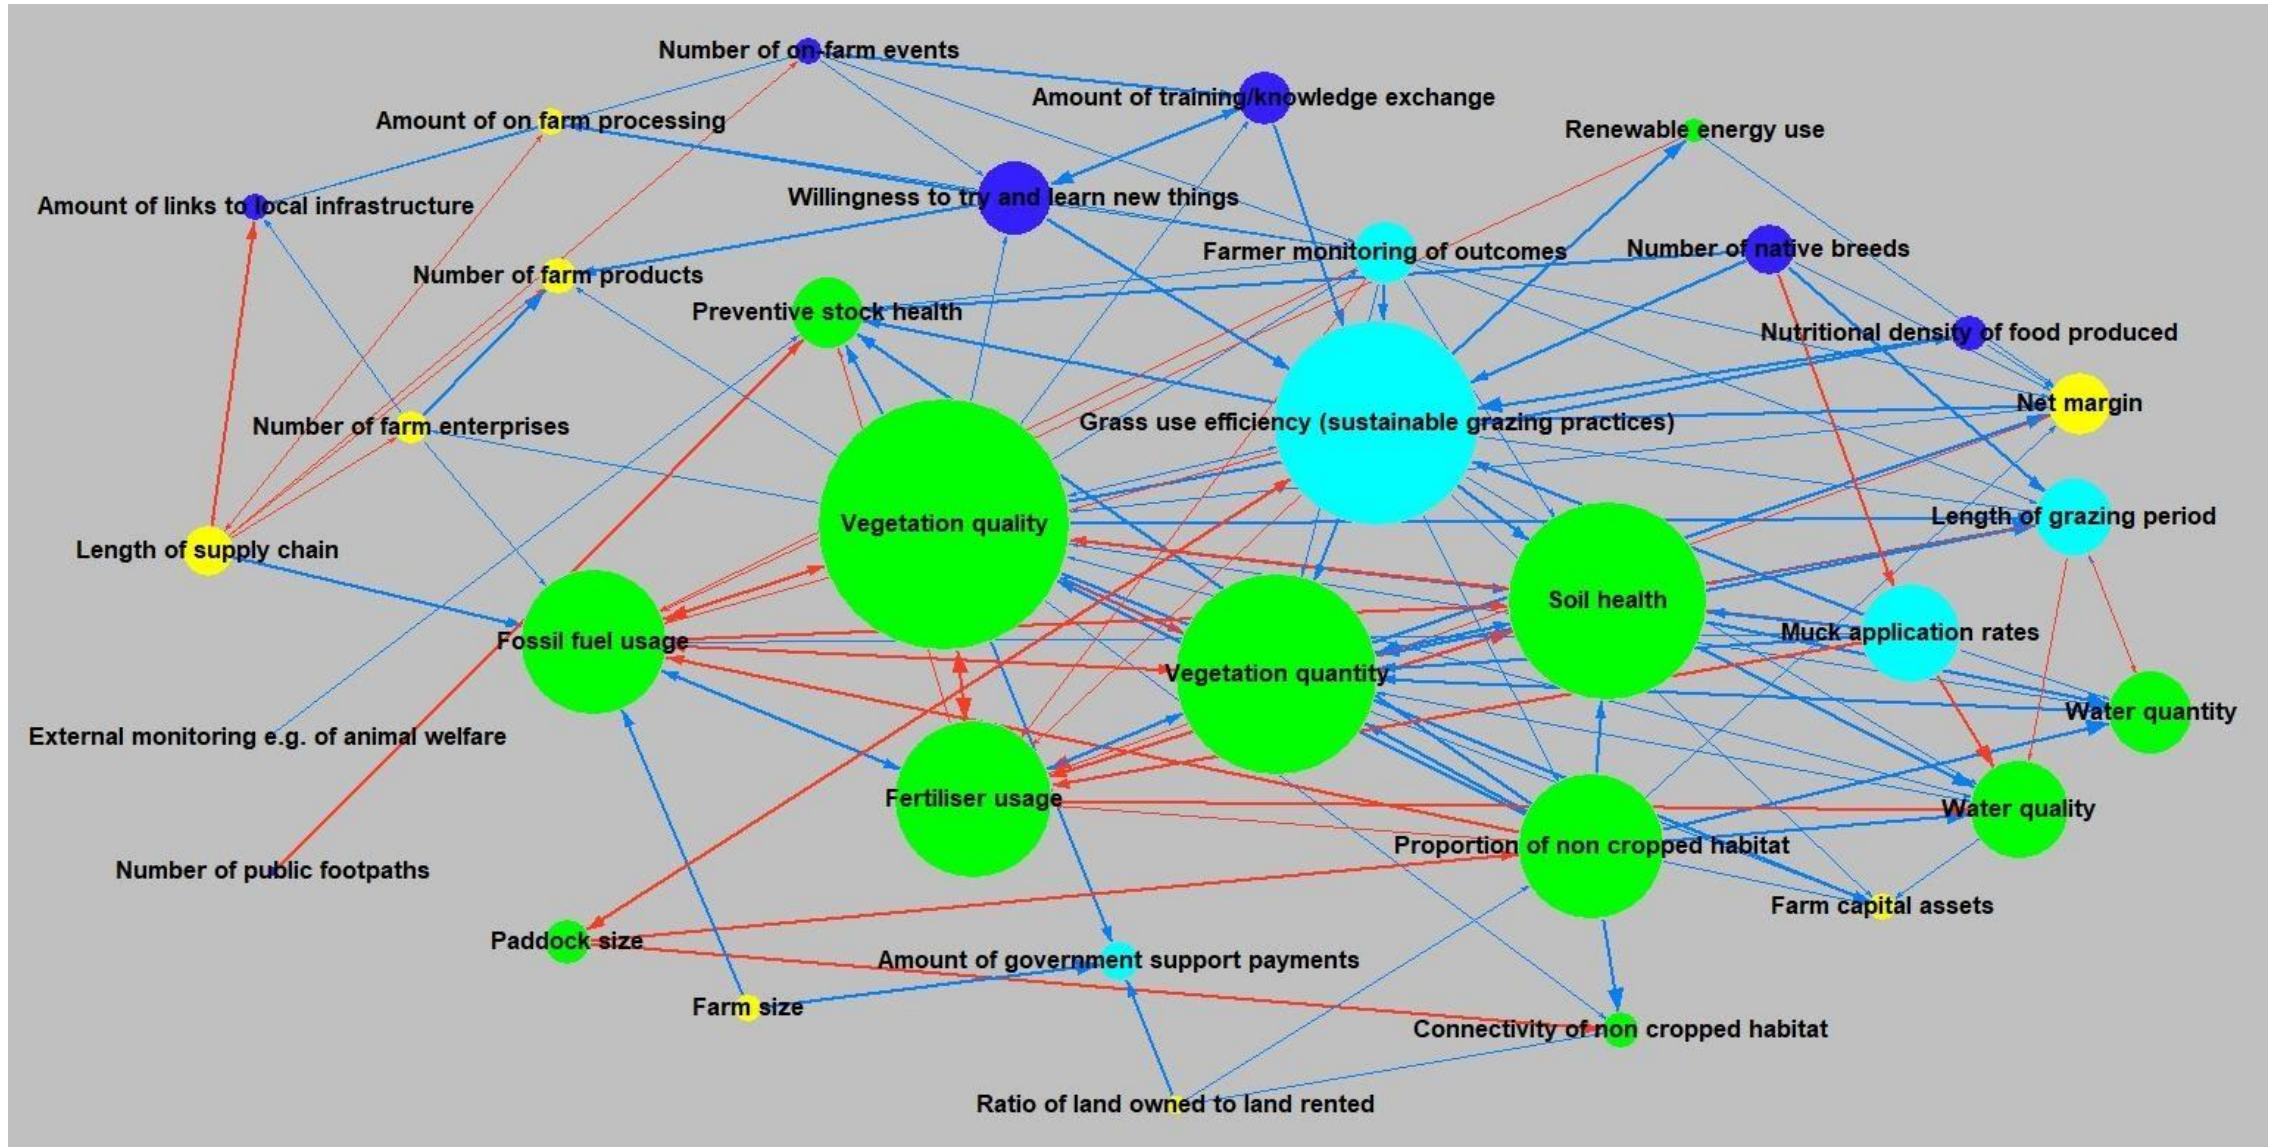 Number of on-farm events
Amount of training/knowledge exchange
Amount of on farm processing
Renewable energy use
Willingness to try and learn new things
Amount of links to local infrastructure
Farmer monitoring of outcomes
Number of native breeds
Number of farm products
Preventive stock health
Nutritional density of food produced
Net margin
Grass use efficiency (sustainable grazing practices)
Number of farm enterprises
Length of grazing period
Vegetation quality
Length of supply chain
Soil health
Muck application rates
Fossil fuel usage
Vegetation quantity
Water quantity
External monitoring e.g. of animal welfare
Fertiliser usage
Water quality
Proportion of non cropped habitat
Number of public footpaths
Farm capital assets
Paddock size
Amount of government support payments
Farm size
Connectivity of non cropped habitat
Ratio of land owned to land rented